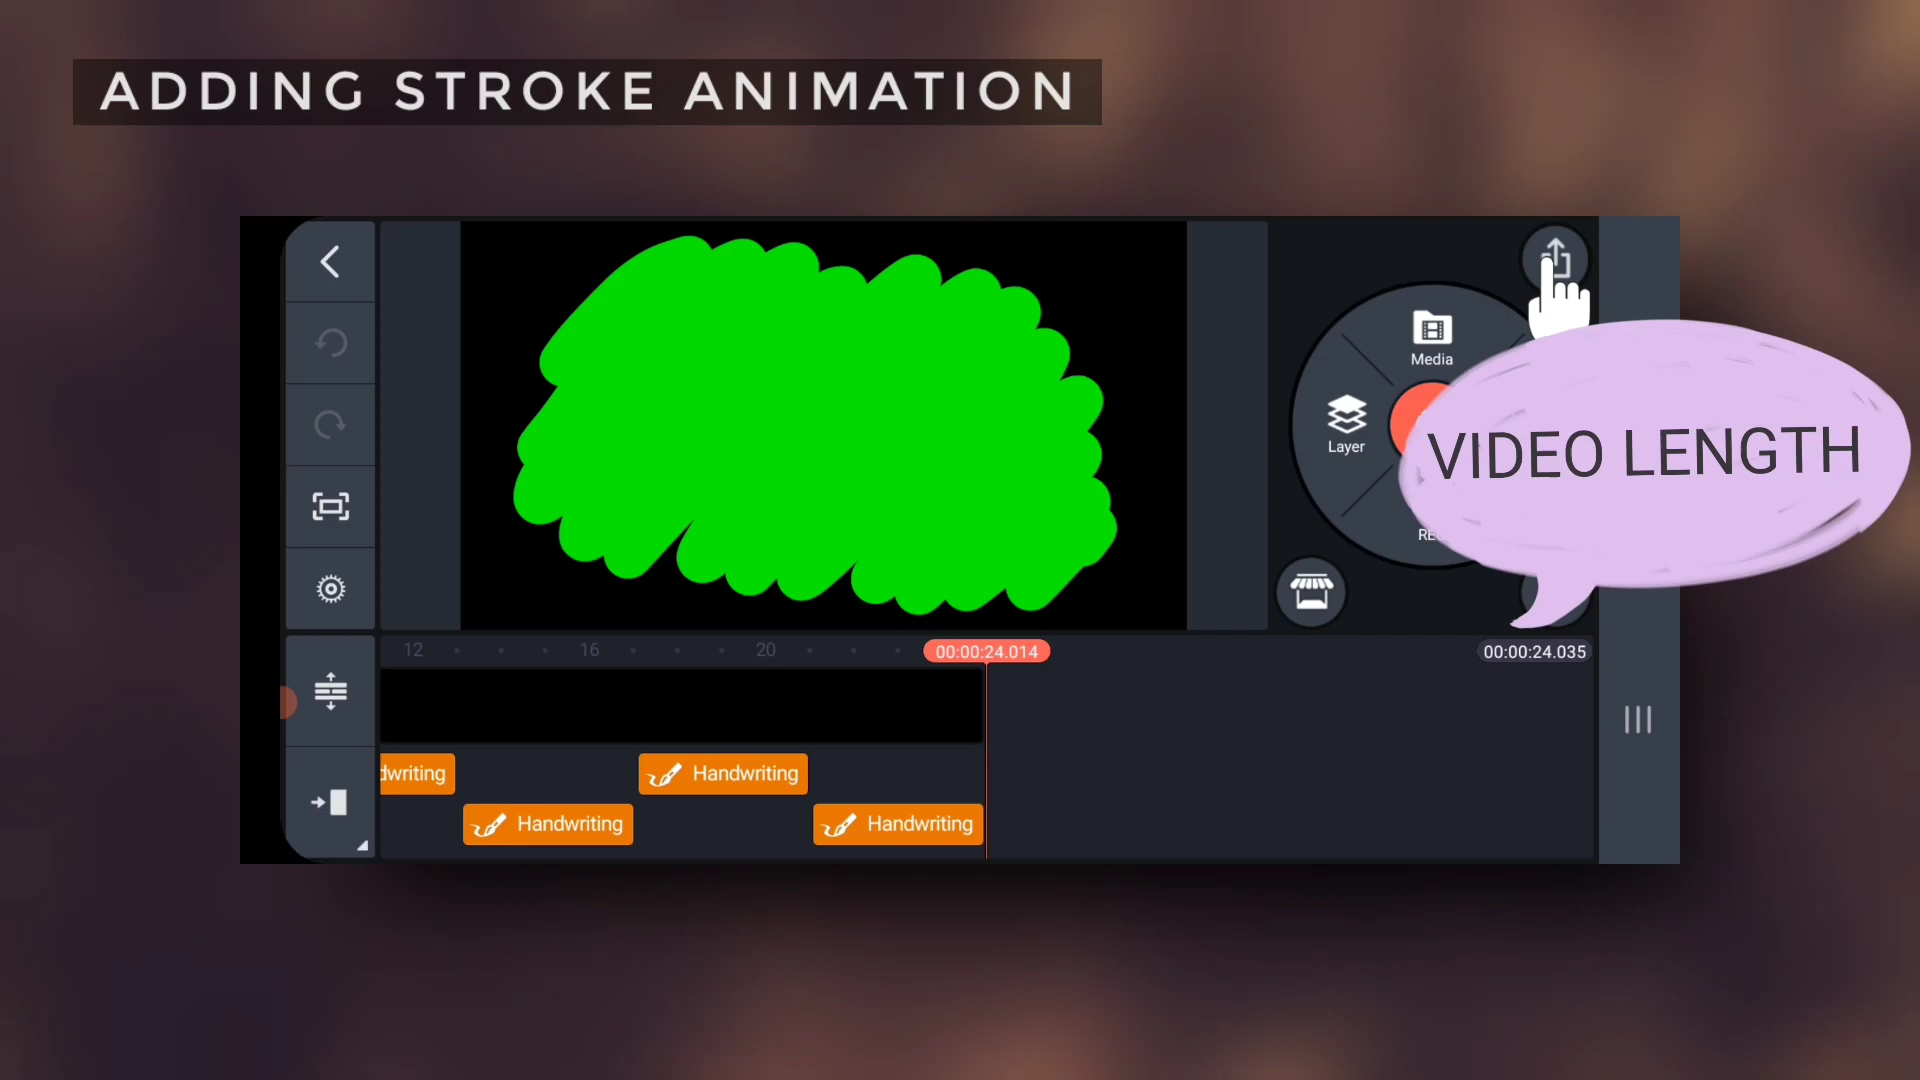 ADDING STROKE ANIMATION
Media
Layer
VIDEO LENGTH
12
16
20
00:00:24.014
00:00:24.035
dwriting
Handwriting
Handwriting
Handwriting